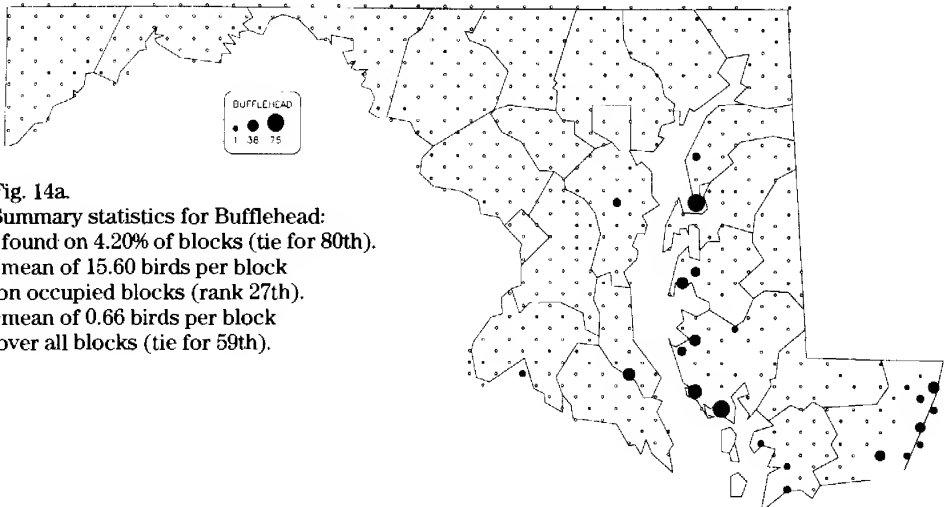 BUFFLEHEAD
1 38 75
Fig. 14a.
Summary statistics for Bufflehead:
found on 4.20% of blocks (tie for 80th).
mean of 15.60 birds per block
on occupied blocks (rank 27th).
mean of 0.66 birds per block
over all blocks (tie for 59th).